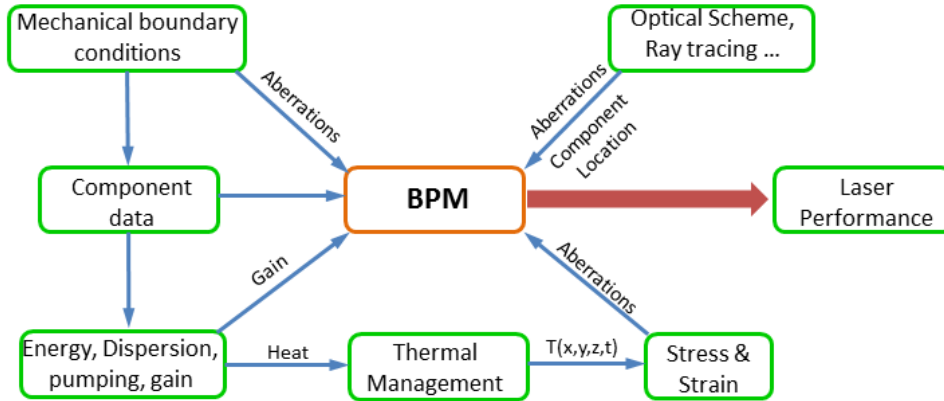 Mechanical boundary
conditions
Optical Scheme,
Ray tracing ...
Aberrations
Aberrations
Component
Location
Component
data
BPM
Laser
Performance
Gain
Aberrations
Energy, Dispersion,
pumping, gain
Heat
Thermal
Management
T(x,y,z,t)
Stress &
Strain